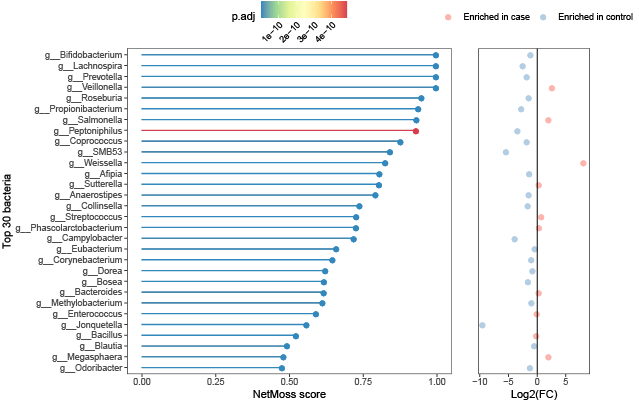 p.adj
1e−10
2e−10
3e−10
4e−10
Enriched in case
Enriched in control
Top 30 bacteria
g__Bifidobacterium
g__Lachnospira
g__Prevotella
g__Veillonella
g__Roseburia
g__Propionibacterium
g__Salmonella
g__Peptoniphilus
g__Coprococcus
g__SMB53
g__Weissella
g__Afipia
g__Sutterella
g__Anaerostipes
g__Collinsella
g__Streptococcus
g__Phascolarctobacterium
g__Campylobacter
g__Eubacterium
g__Corynebacterium
g__Dorea
g__Bosea
g__Bacteroides
g__Methylobacterium
g__Enterococcus
g__Jonquetella
g__Bacillus
g__Blautia
g__Megasphaera
g__Odoribacter
0.00 0.25 0.50 0.75 1.00
NetMoss score
−10 −5 0 5
Log2(FC)